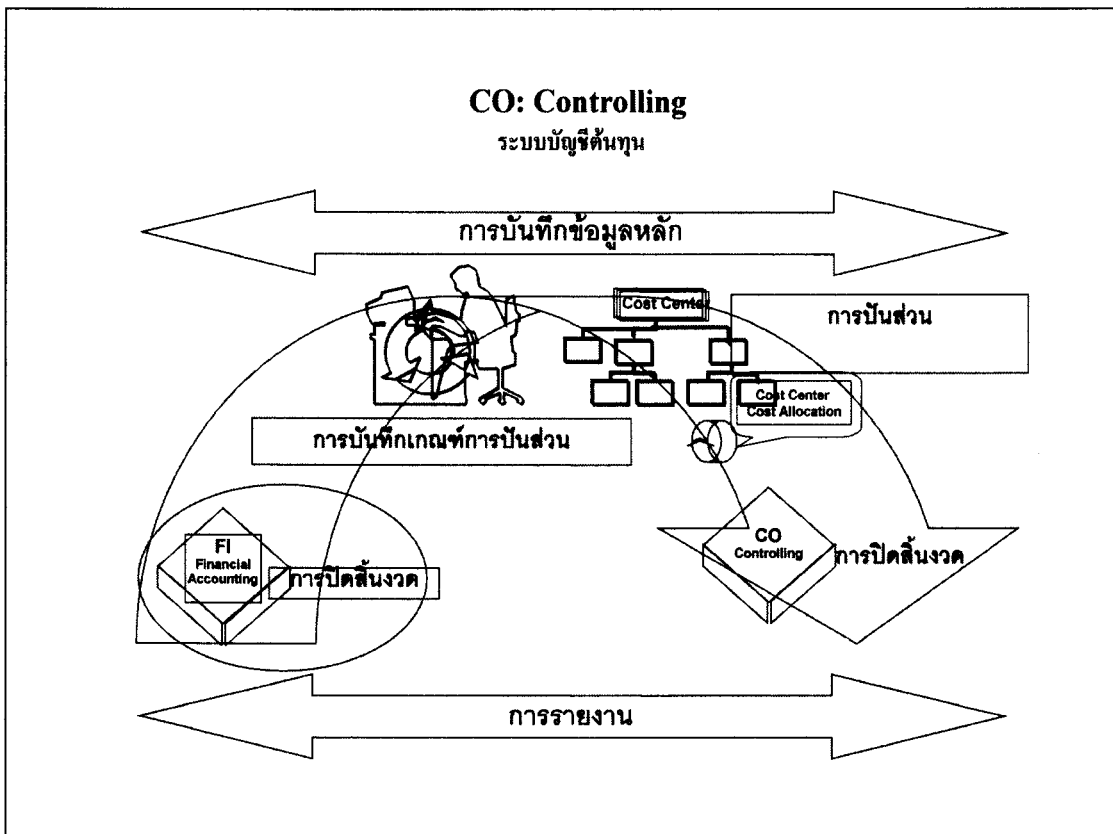 CO: Controlling
ระบบบัญชีต้นทุน
การบันทึกข้อมูลหลัก
Cost Center
การปันส่วน
Cost Center
Cost Allocation
การบันทึกเกณฑ์การปันส่วน
FI
Financial
Accounting
การปิดสิ้นงวด
CO
Controlling
การปิดสิ้นงวด
การรายงาน